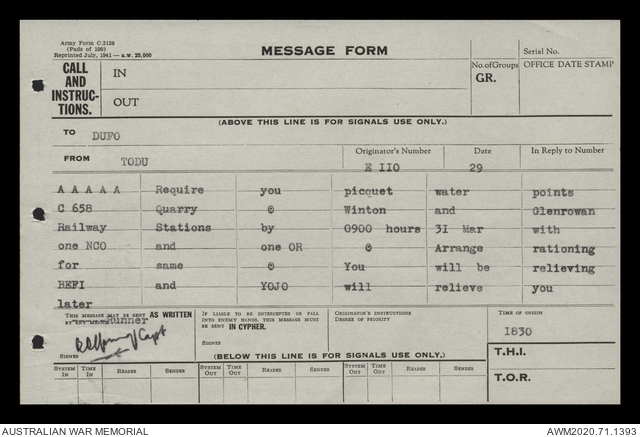 Army Form C.2128
(Pads of 100)
Reprinted July, 1941 — s.w. 25,000
MESSAGE FORM
Serial No.
CALL AND INSTRUC-TIONS.
IN
OUT
No. of Groups
GR.
OFFICE DATE STAMP
(ABOVE THIS LINE IS FOR SIGNALS USE ONLY.)
TO DUFO
FROM TODU
Originator's Number E 110
Date 29
In Reply to Number
A A A A A Require you picquet water points
C 658 Quarry @ Winton and Glenrowan
Railway Stations by 0900 hours 31 Mar with
one NCO and one OR @ Arrange rationing
for same @ You will be relieving
BEFI and YOJO will relieve you
later
THIS MESSAGE MAY BE SENT AS WRITTEN
BY ANY MEANS Runner
SIGNED Capt
IF LIABLE TO BE INTERCEPTED OR FALL INTO ENEMY HANDS, THIS MESSAGE MUST BE SENT IN CYPHER.
SIGNED
ORIGINATOR'S INSTRUCTIONS
DEGREE OF PRIORITY
TIME OF ORIGIN
1830
T.H.I.
T.O.R.
(BELOW THIS LINE IS FOR SIGNALS USE ONLY.)
SYSTEM IN TIME IN READER SENDER SYSTEM OUT TIME OUT READER SENDER SYSTEM OUT TIME OUT READER SENDER
AUSTRALIAN WAR MEMORIAL
AWM2020.71.1393